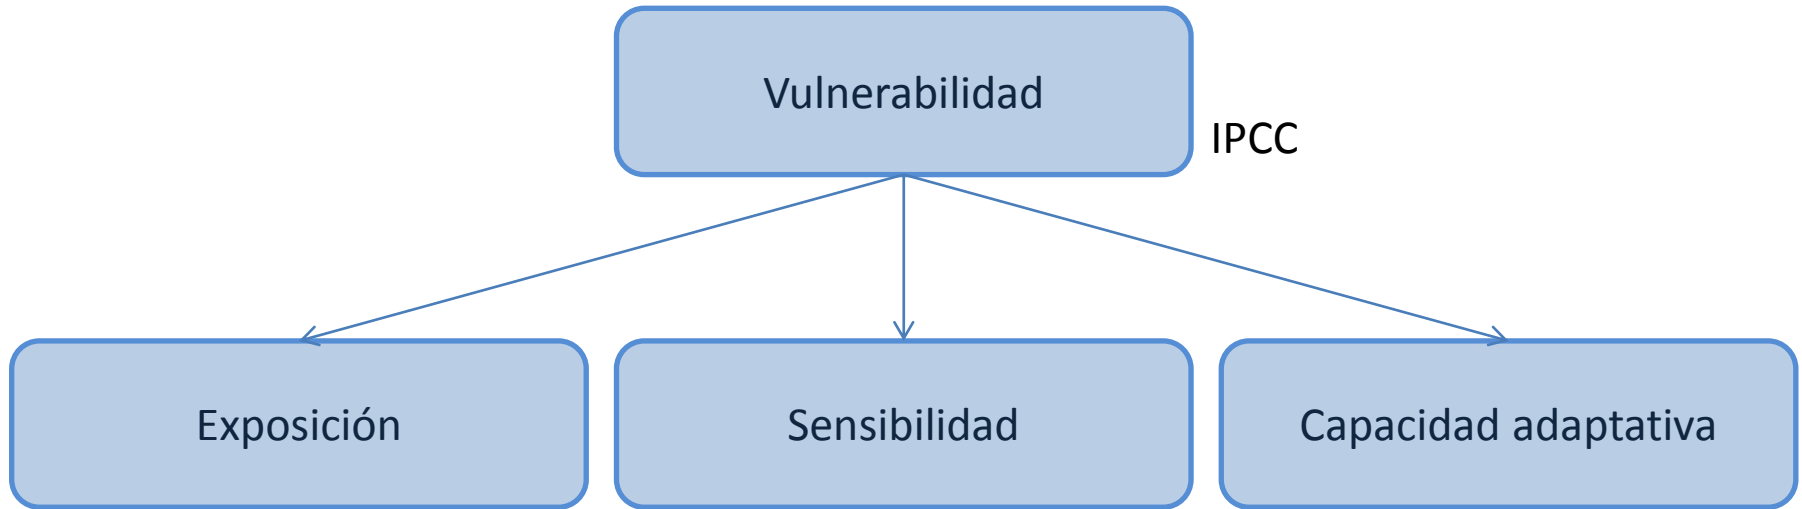 Vulnerabilidad
IPCC
Exposición
Sensibilidad
Capacidad adaptativa